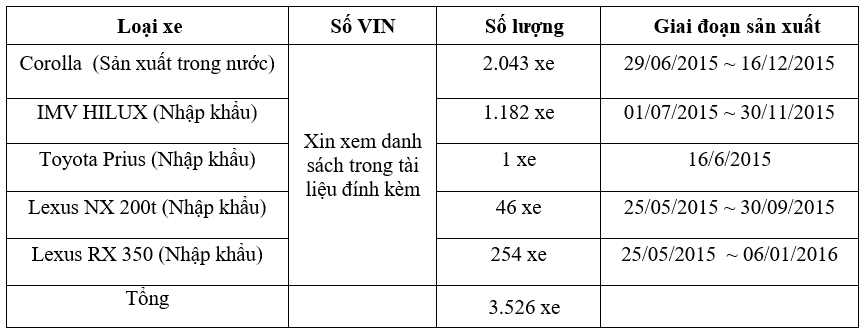 Loại xe Số VIN Số lượng Giai đoạn sản xuất
Corolla (Sản xuất trong nước) 2.043 xe 29/06/2015 ~ 16/12/2015
IMV HILUX (Nhập khẩu) 1.182 xe 01/07/2015 ~ 30/11/2015
Xin xem danh
sách trong tài
liệu đính kèm
Toyota Prius (Nhập khẩu) 1 xe 16/6/2015
Lexus NX 200t (Nhập khẩu) 46 xe 25/05/2015 ~ 30/09/2015
Lexus RX 350 (Nhập khẩu) 254 xe 25/05/2015 ~ 06/01/2016
Tổng 3.526 xe